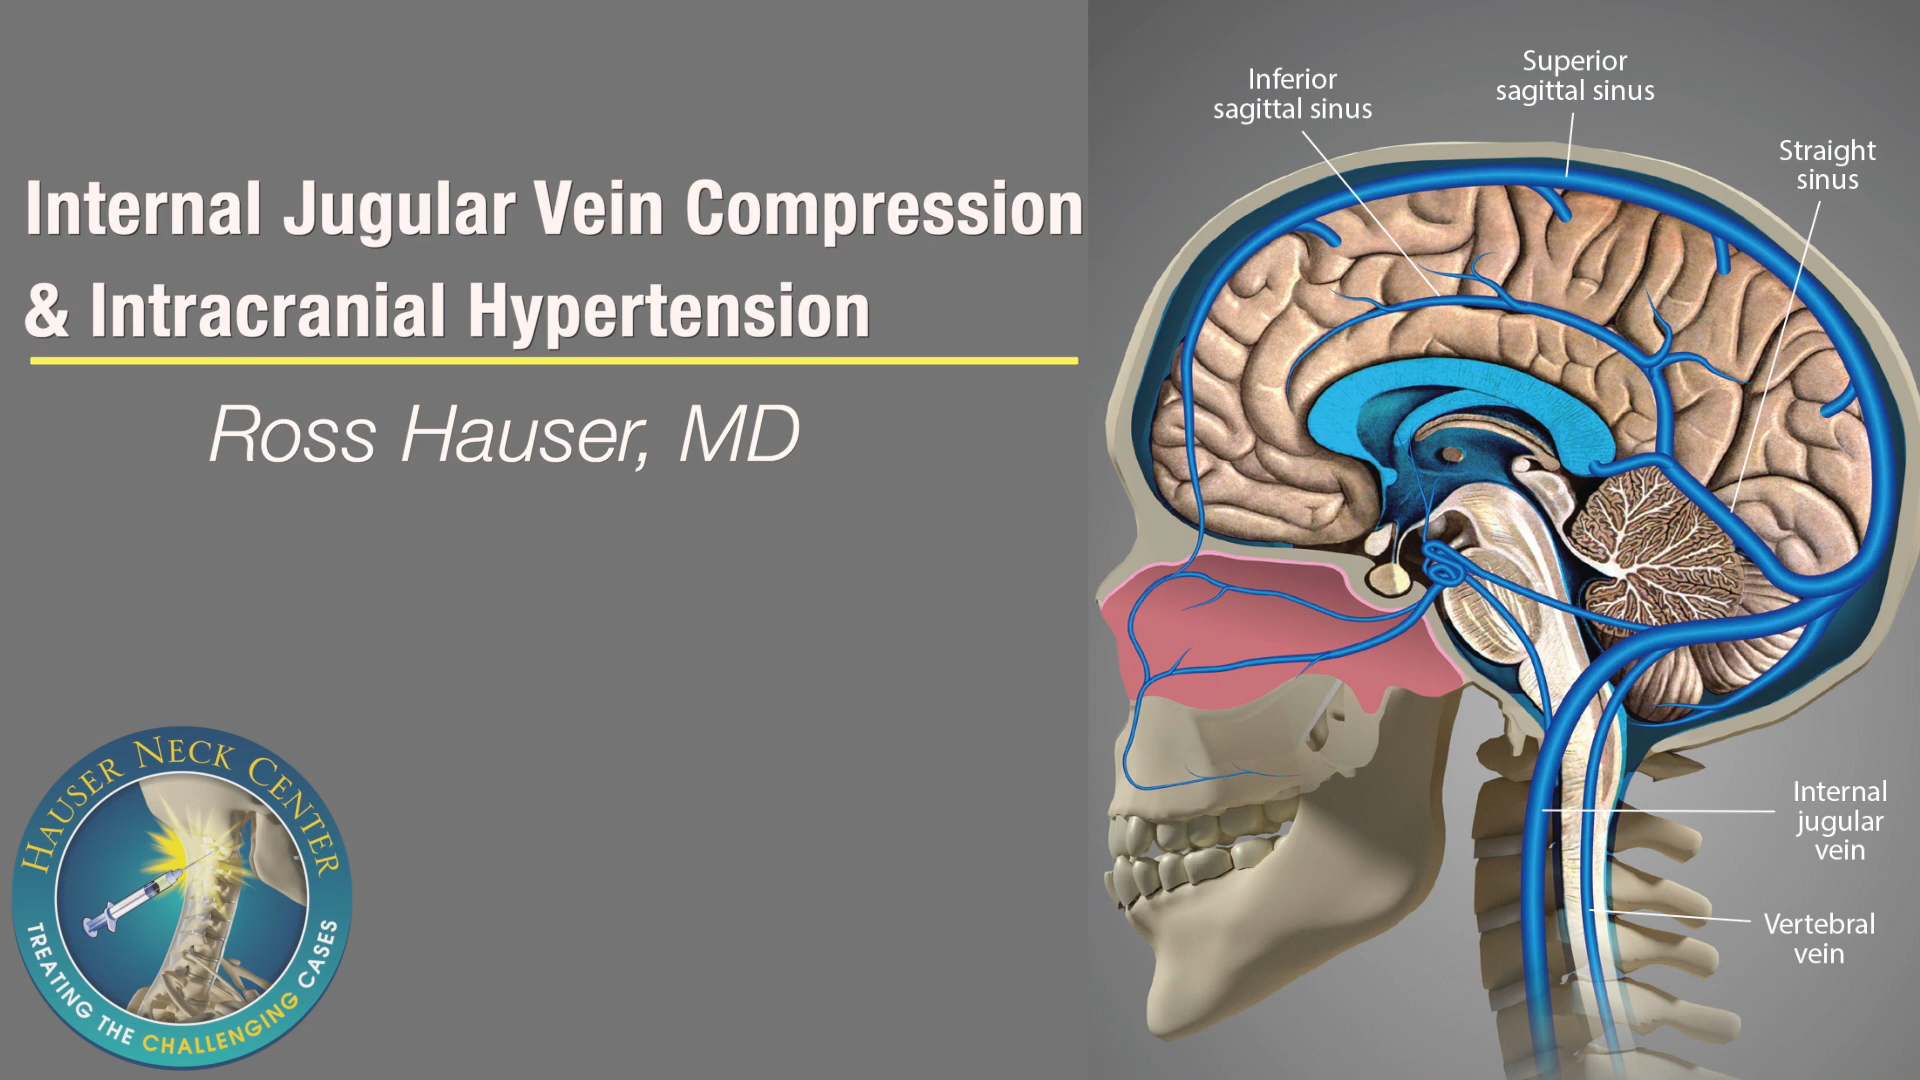 Internal Jugular Vein Compression
& Intracranial Hypertension
Ross Hauser, MD
HAUSER NECK CENTER
TREATING THE CHALLENGING CASES
Inferior
sagittal sinus
Superior
sagittal sinus
Straight
sinus
Internal
jugular
vein
Vertebral
vein